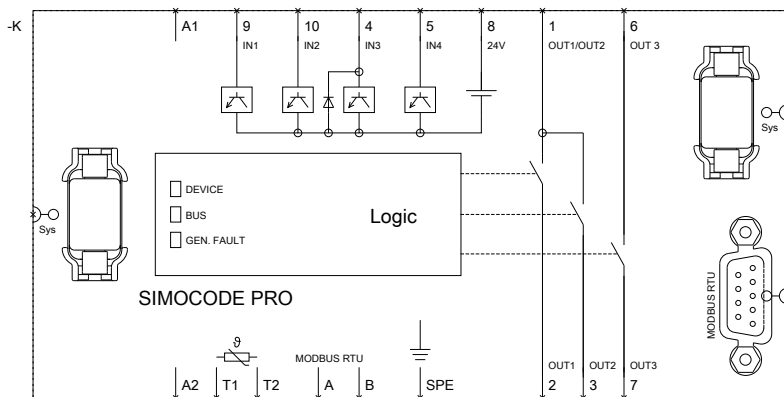 -K A1 9 10 4 5 8 1 6
IN1 IN2 IN3 IN4 24V OUT1/OUT2 OUT 3
Sys
DEVICE
BUS
Logic
Sys
GEN. FAULT
SIMOCODE PRO
MODBUS RTU
ϑ
MODBUS RTU
OUT1 OUT2 OUT3
A2 T1 T2 A B SPE 2 3 7